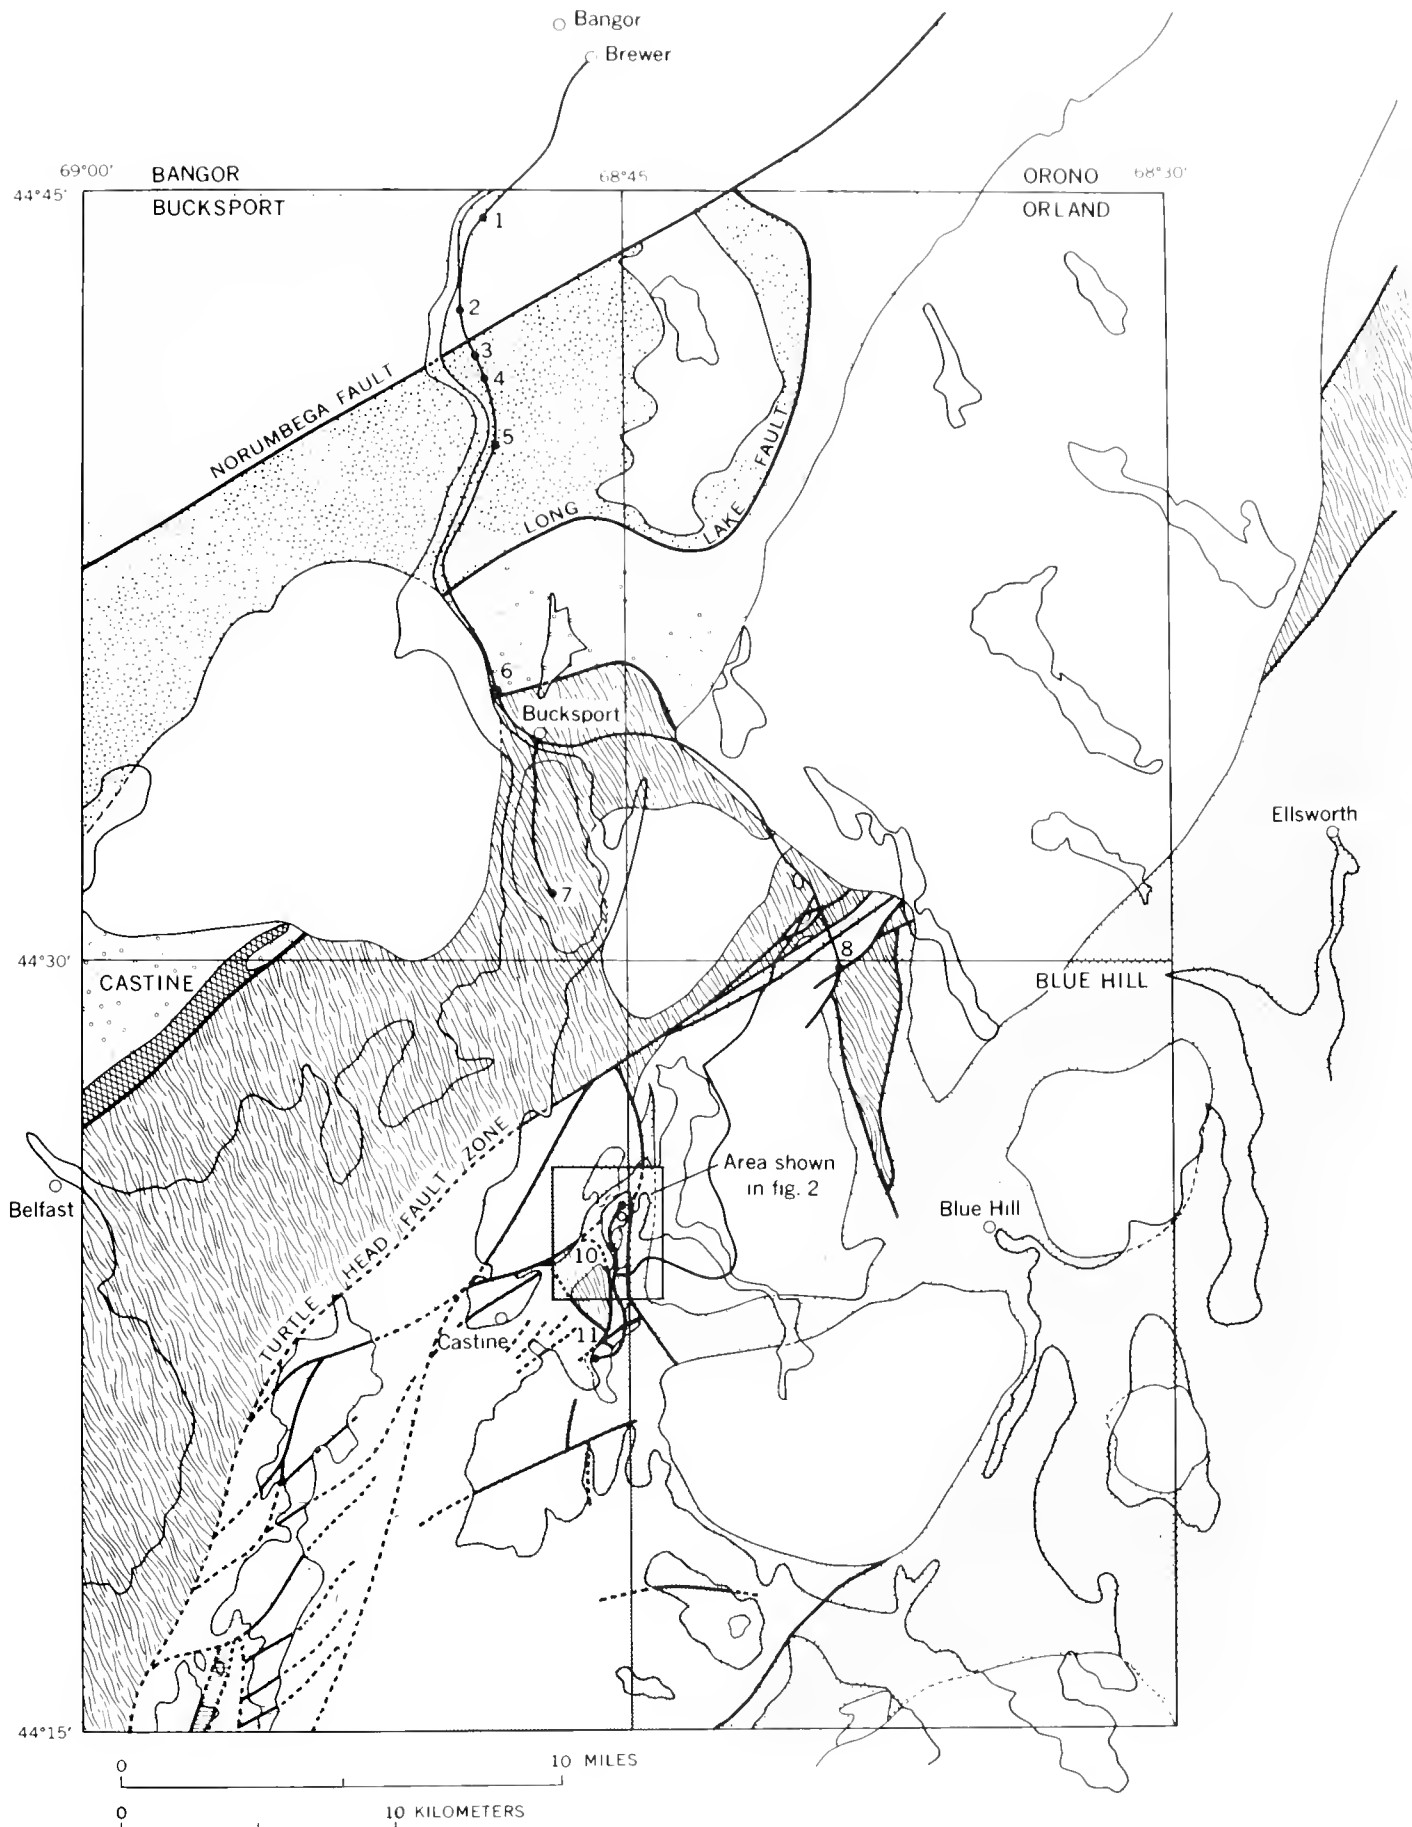 Bangor
Brewer
69°00'
BANGOR
68°45'
ORONO
68°30'
44°45'
BUCKSPORT
ORLAND
1
2
3
4
NORUMBEGA FAULT
5
LONG LAKE FAULT
6
Bucksport
Ellsworth
7
8
44°30'
CASTINE
BLUE HILL
TURTLE HEAD FAULT ZONE
Area shown
in fig. 2
Belfast
9
Blue Hill
10
Castine
11
44°15'
0 10 MILES
0 10 KILOMETERS